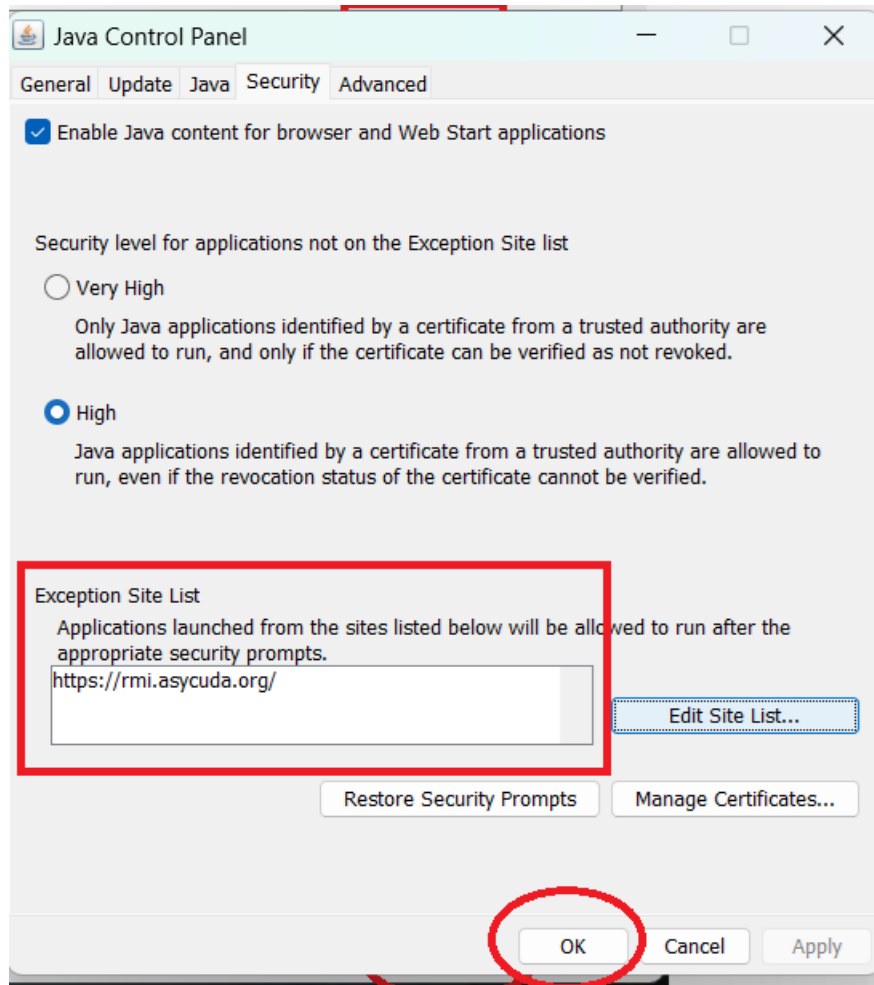 Java Control Panel
General Update Java Security Advanced
Enable Java content for browser and Web Start applications
Security level for applications not on the Exception Site list
Very High
Only Java applications identified by a certificate from a trusted authority are
allowed to run, and only if the certificate can be verified as not revoked.
High
Java applications identified by a certificate from a trusted authority are allowed to
run, even if the revocation status of the certificate cannot be verified.
Exception Site List
Applications launched from the sites listed below will be allowed to run after the
appropriate security prompts.
https://rmi.asycuda.org/
Edit Site List...
Restore Security Prompts Manage Certificates...
OK Cancel Apply